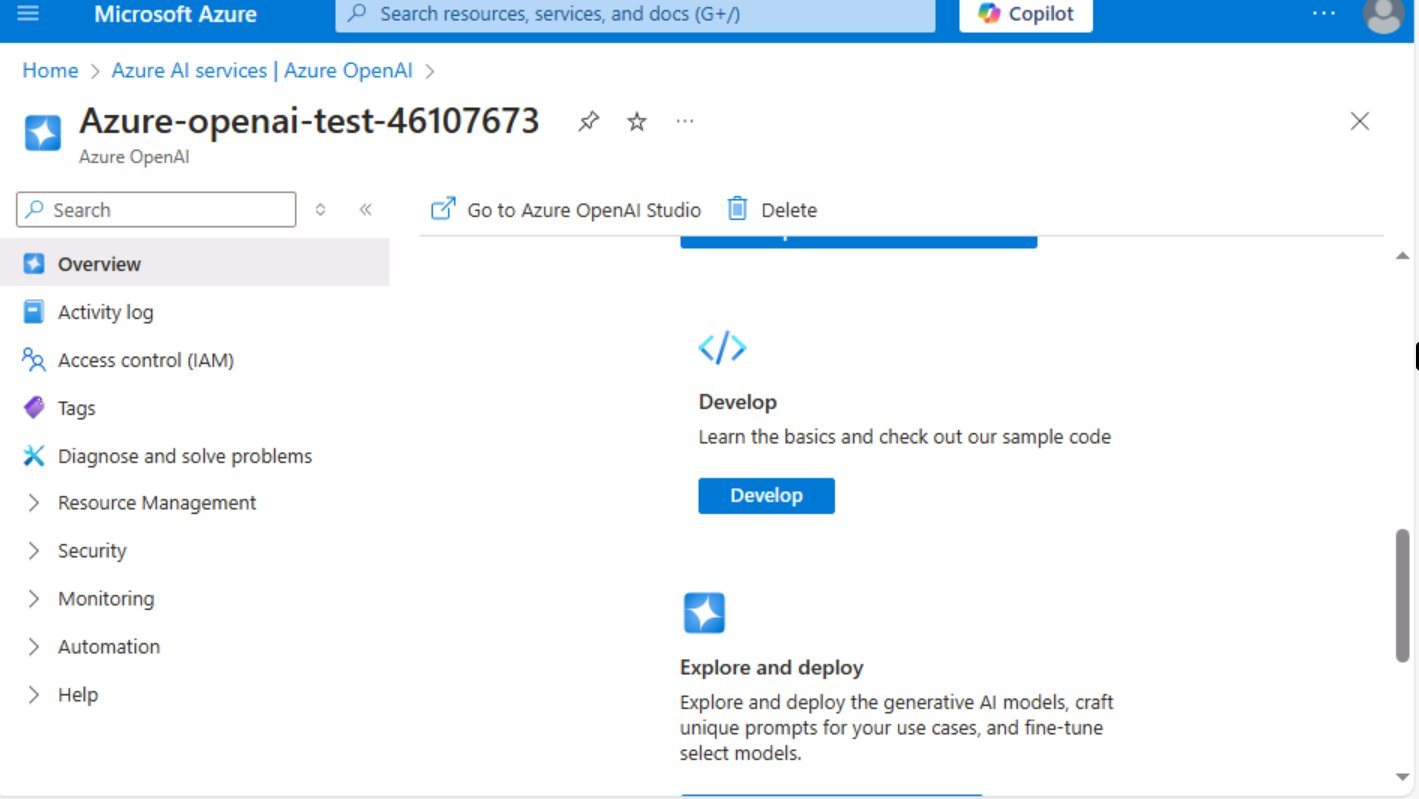 Microsoft Azure
Search resources, services, and docs (G+/)
Copilot
Home > Azure AI services | Azure OpenAI >
Azure-openai-test-46107673
Azure OpenAI
Search
Go to Azure OpenAI Studio
Delete
Overview
Activity log
Access control (IAM)
Tags
Diagnose and solve problems
Resource Management
Security
Monitoring
Automation
Help
Develop
Learn the basics and check out our sample code
Develop
Explore and deploy
Explore and deploy the generative AI models, craft
unique prompts for your use cases, and fine-tune
select models.